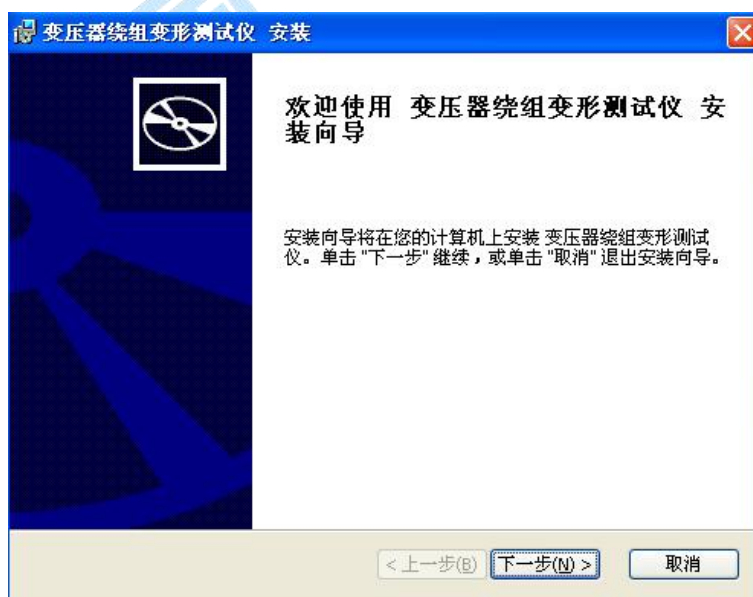 变压器绕组变形测试仪 安装
欢迎使用 变压器绕组变形测试仪 安
装向导
安装向导将在您的计算机上安装 变压器绕组变形测试
仪。单击 "下一步" 继续，或单击 "取消" 退出安装向导。
< 上一步(B) 下一步(N) > 取消